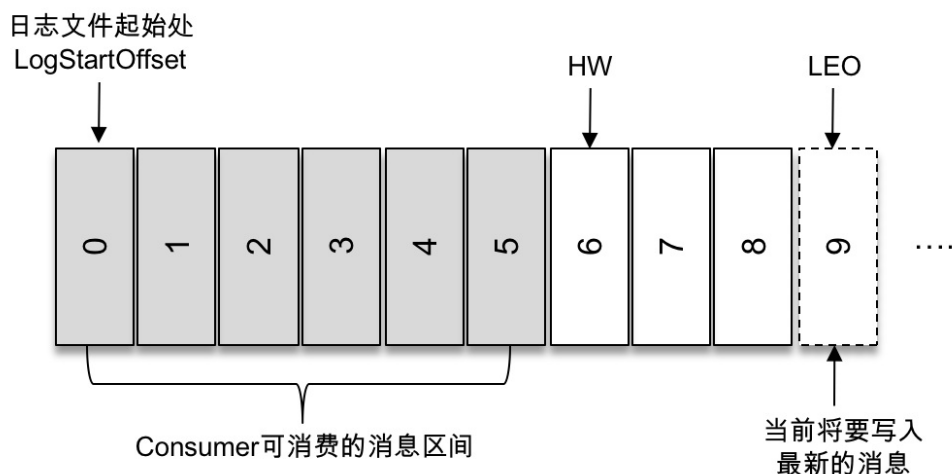 日志文件起始处
LogStartOffset
HW
LEO
0
1
2
3
4
5
6
7
8
9
....
Consumer可消费的消息区间
当前将要写入
最新的消息